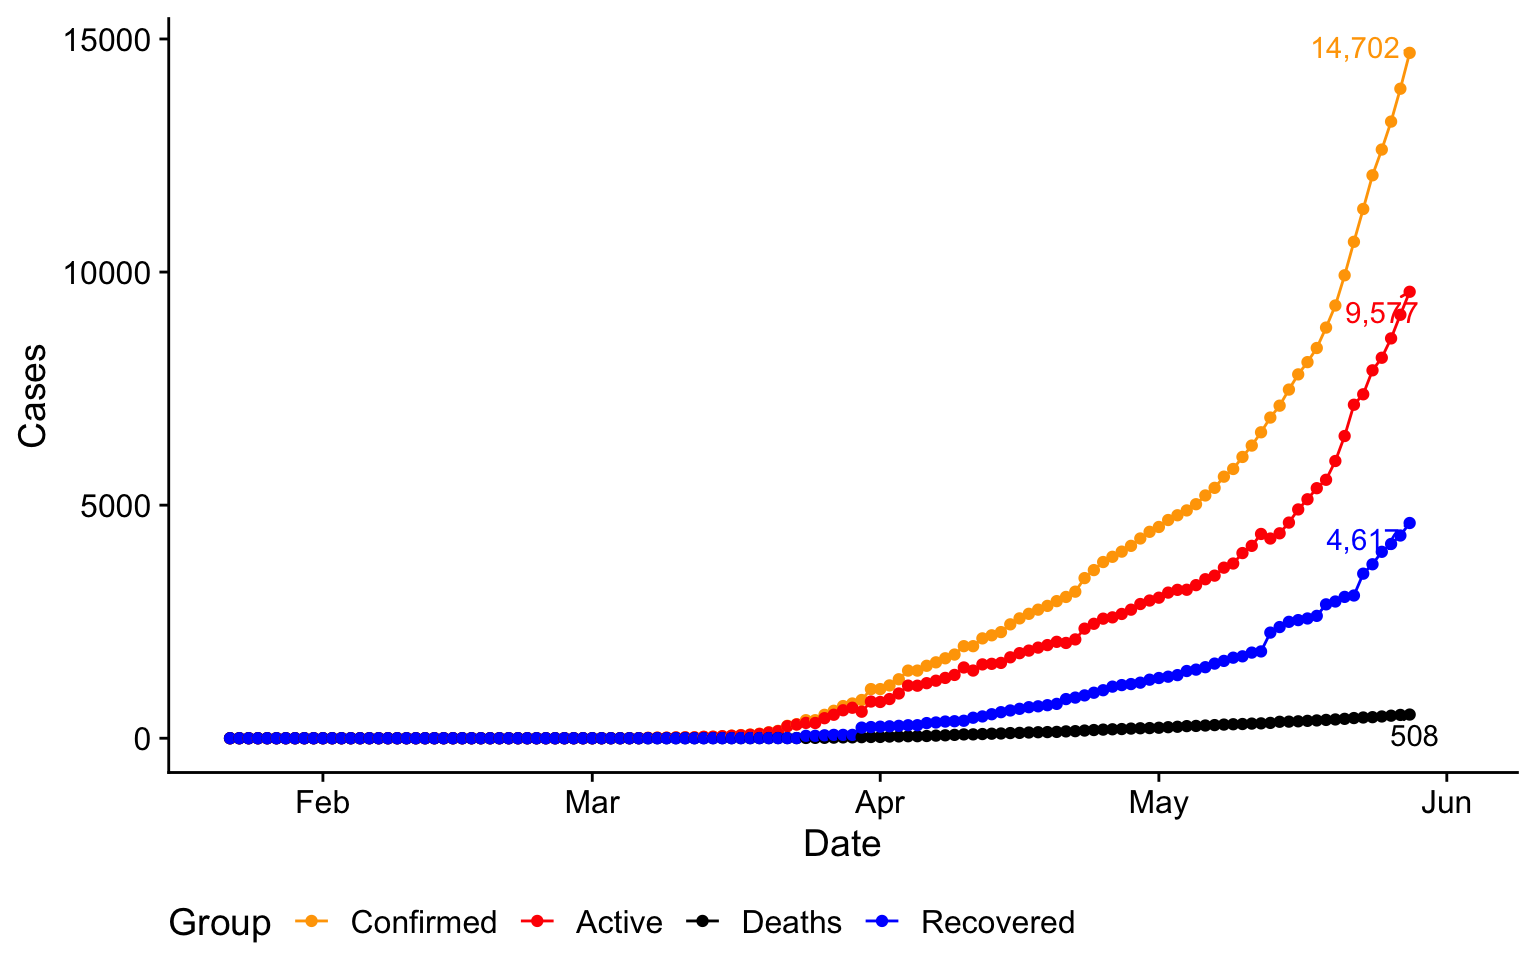 15000
14,702
10000
9,577
Cases
5000
4,617
0
508
Feb Mar Apr May Jun
Date
Group Confirmed Active Deaths Recovered